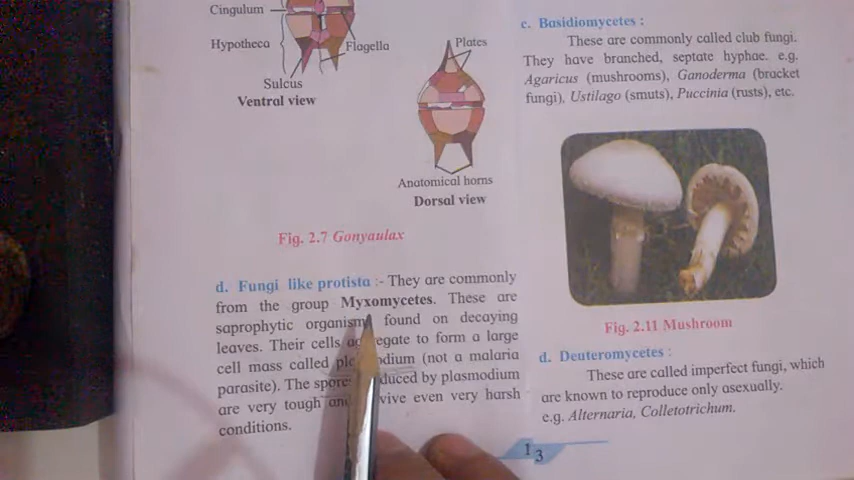 Cingulum
Hypotheca
Flagella
Sulcus
Ventral view
Plates
Anatomical horns
Dorsal view
Fig. 2.7 Gonyaulax
d. Fungi like protista :- They are commonly
from the group Myxomycetes. These are
saprophytic organism found on decaying
leaves. Their cells to form a large
cell mass called (not a malaria
parasite). The by plasmodium
are very tough even very harsh
conditions.
c. Basidiomycetes :
These are commonly called club fungi.
They have branched, septate hyphae. e.g.
Agaricus (mushrooms), Ganoderma (bracket
fungi), Ustilago (smuts), Puccinia (rusts), etc.
Fig. 2.11 Mushroom
d. Deuteromycetes :
These are called imperfect fungi, which
are known to reproduce only asexually.
e.g. Alternaria, Colletotrichum.
13